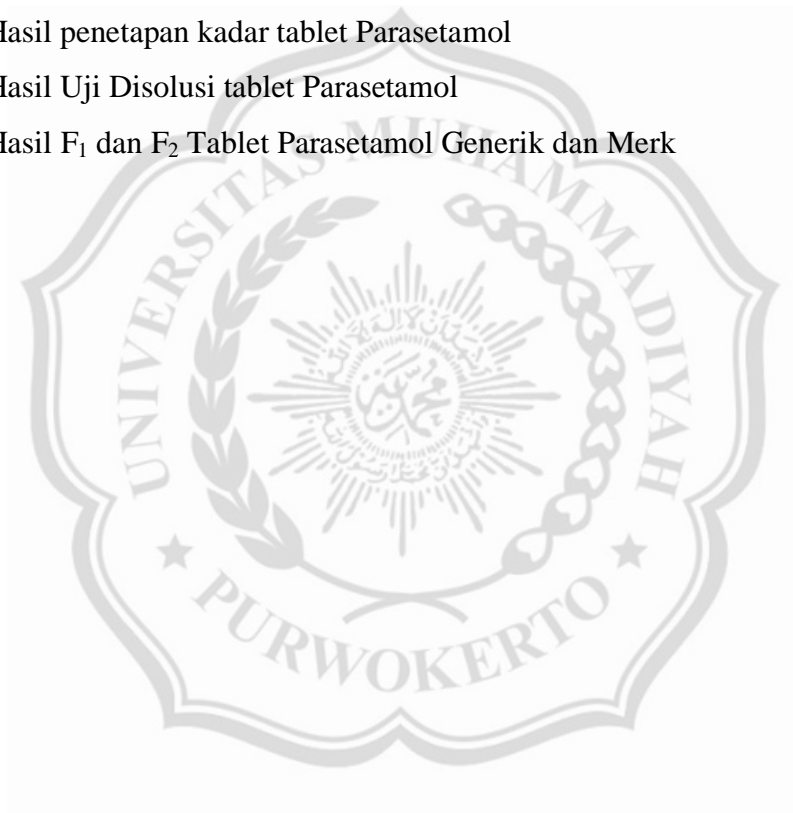 Hasil penetapan kadar tablet Parasetamol
Hasil Uji Disolusi tablet Parasetamol
Hasil F₁ dan F₂ Tablet Parasetamol Generik dan Merk
UNIVERSITAS MUHAMMADIYAH
PURWOKERTO